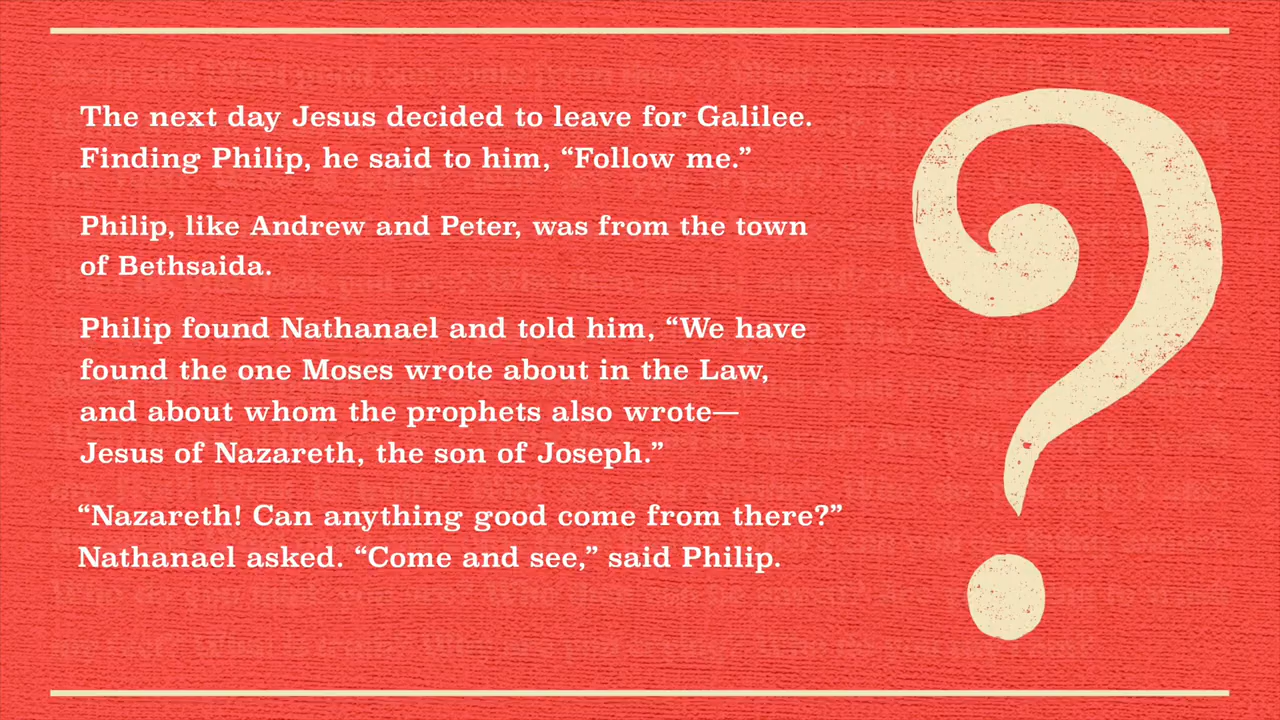 The next day Jesus decided to leave for Galilee.
Finding Philip, he said to him, “Follow me.”
Philip, like Andrew and Peter, was from the town
of Bethsaida.
Philip found Nathanael and told him, “We have
found the one Moses wrote about in the Law,
and about whom the prophets also wrote—
Jesus of Nazareth, the son of Joseph.”
“Nazareth! Can anything good come from there?”
Nathanael asked. “Come and see,” said Philip.
?